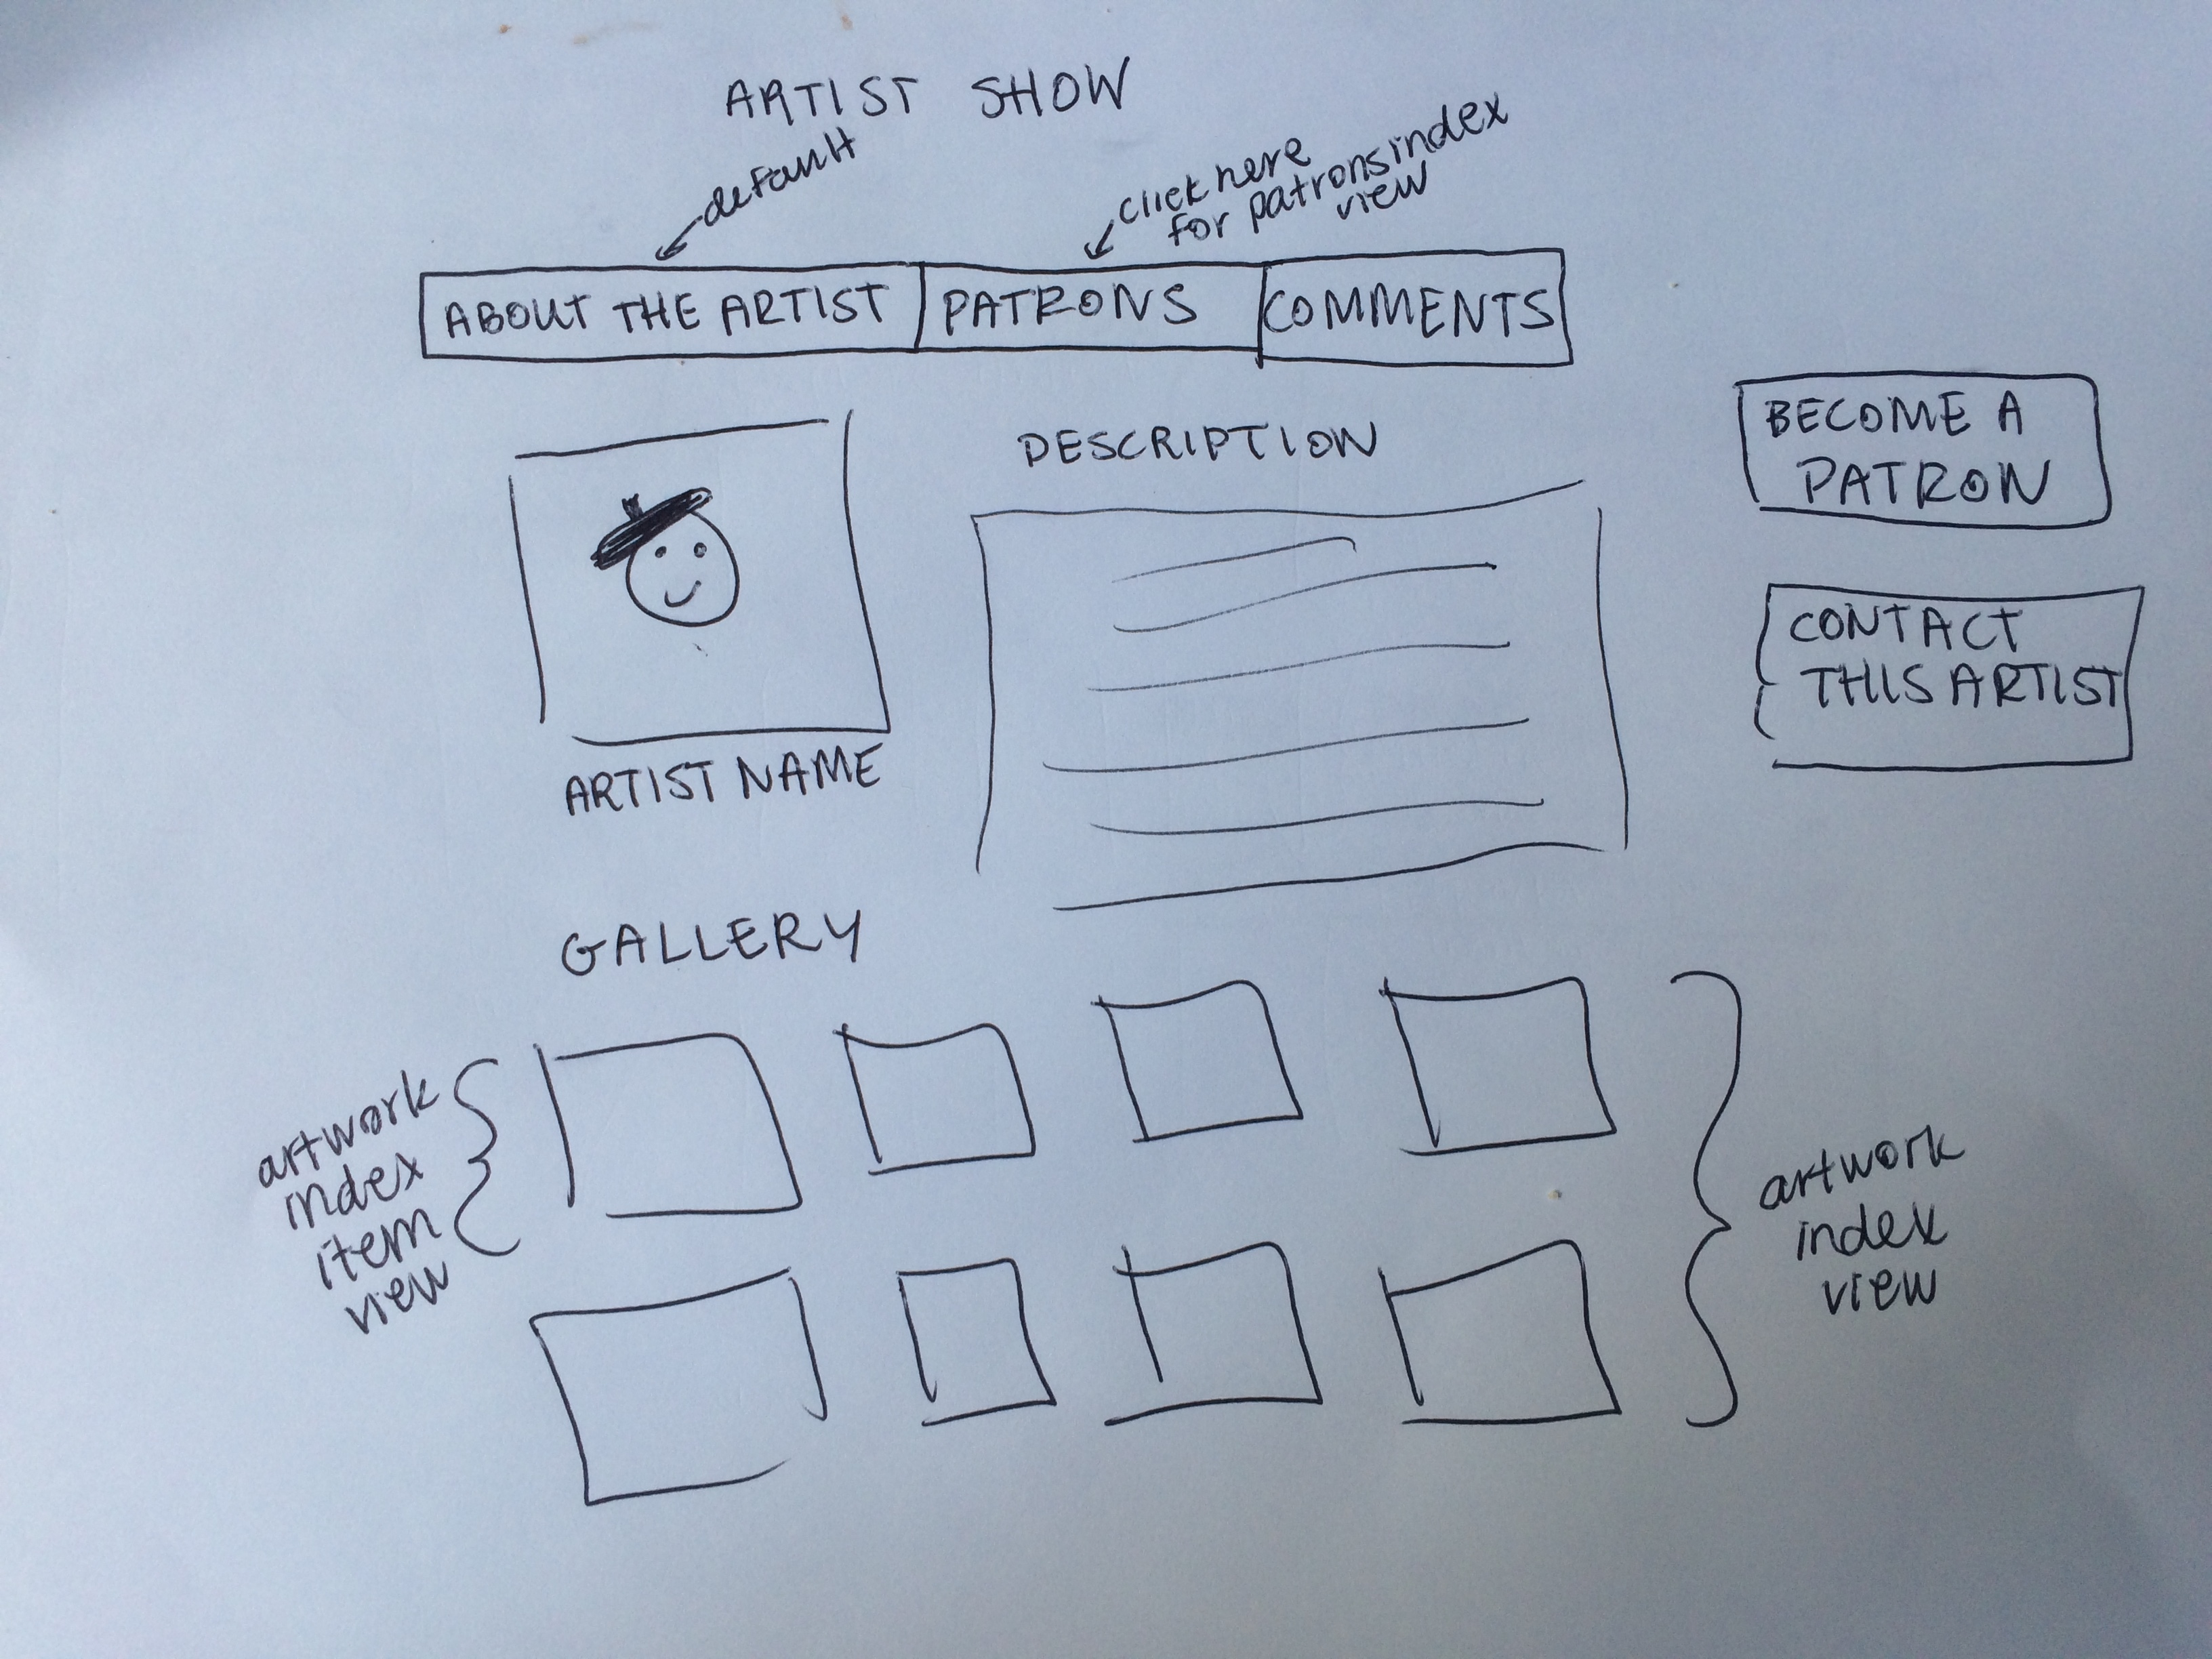 ARTIST SHOW
default
click here
for patrons index
view
ABOUT THE ARTIST
PATRONS
COMMENTS
DESCRIPTION
BECOME A
PATRON
CONTACT
THIS ARTIST
ARTIST NAME
GALLERY
artwork
index
item
view
artwork
index
view